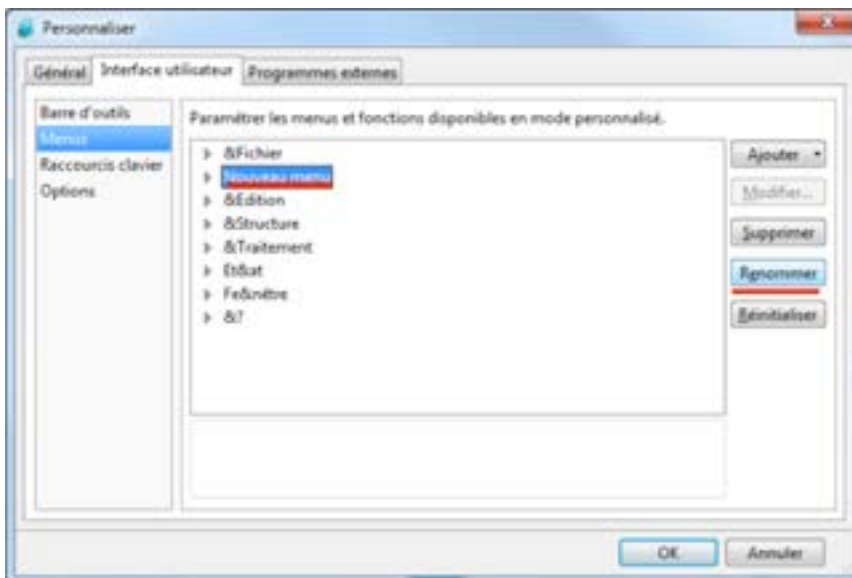 Personnaliser
Général Interface utilisateur Programmes externes
Barre d'outils
Menus
Raccourcis clavier
Options
Paramétrer les menus et fonctions disponibles en mode personnalisé.
&Fichier
Nouveau menu
&Edition
&Structure
&Traitement
Et&at
Fe&nêtre
&?
Ajouter
Modifier...
Supprimer
Renommer
Réinitialiser
OK Annuler